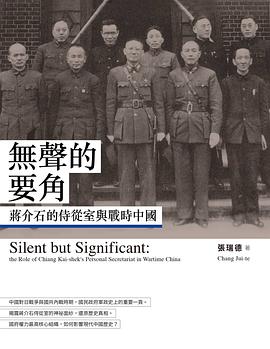 無聲的
要角
蔣介石的侍從室與戰時中國
Silent but Significant:
the Role of Chiang Kai-shek's Personal Secretariat in Wartime China
張瑞德 著
Chang Jui-te
中國對日戰爭與國共內戰時期,國民政府軍政史上的重要一頁。
揭露蔣介石侍從室的神秘面紗,還原歷史真相。
國府權力最高核心組織,如何影響現代中國歷史?